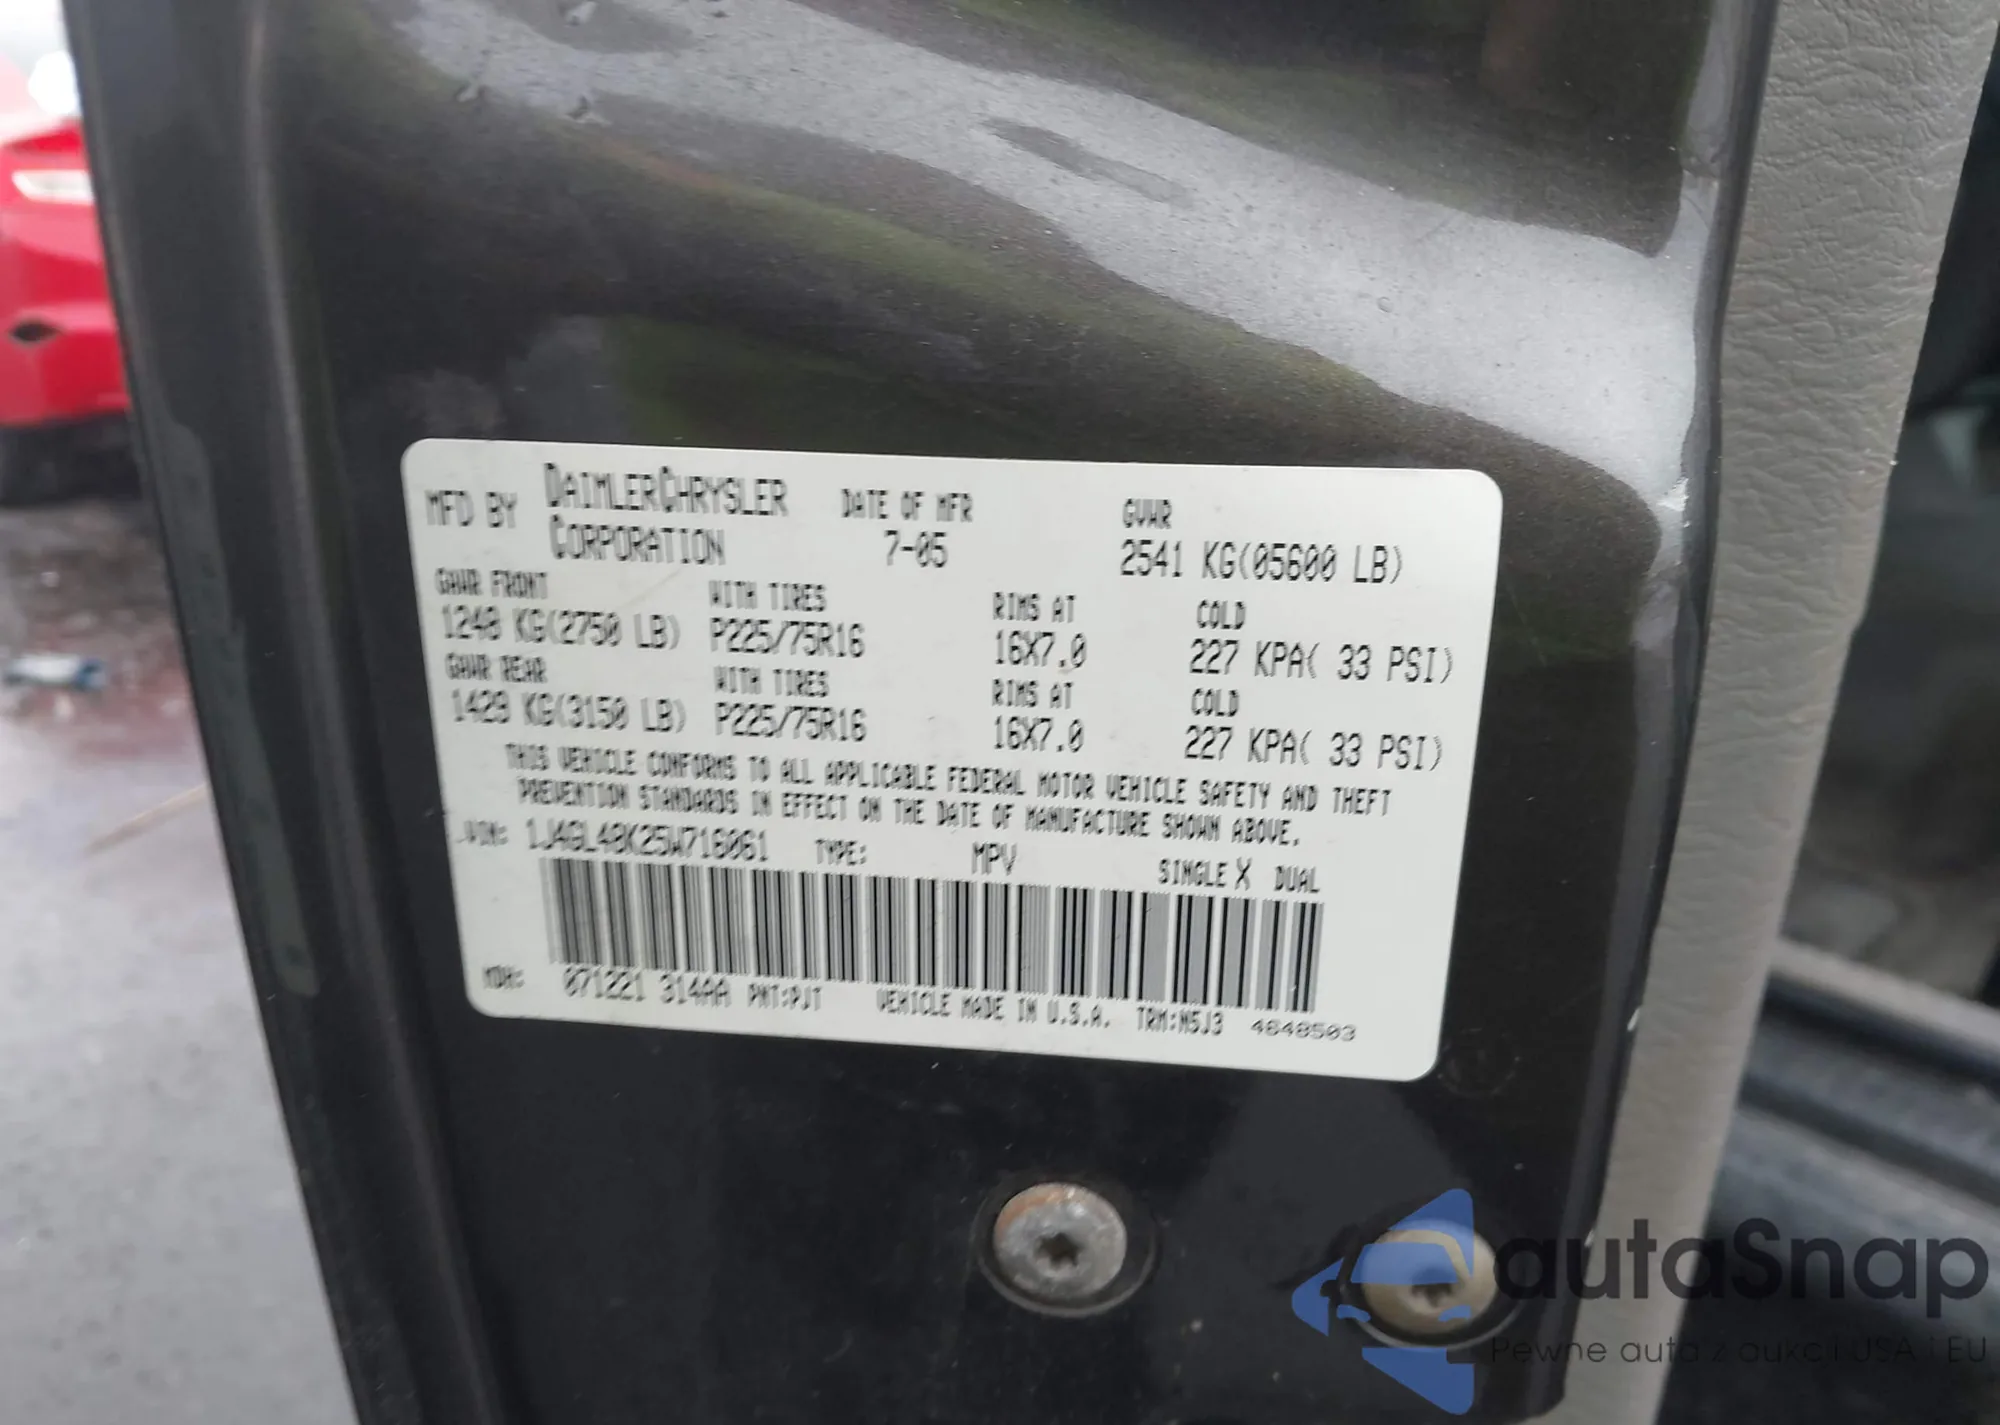 MFD BY DAIMLERCHRYSLER CORPORATION DATE OF MFR 7-05 GVWR 2541 KG(05600 LB)
GAWR FRONT WITH TIRES RIMS AT COLD
1248 KG(2750 LB) P225/75R16 16X7.0 227 KPA( 33 PSI)
GAWR REAR WITH TIRES RIMS AT COLD
1429 KG(3150 LB) P225/75R16 16X7.0 227 KPA( 33 PSI)
THIS VEHICLE CONFORMS TO ALL APPLICABLE FEDERAL MOTOR VEHICLE SAFETY AND THEFT
PREVENTION STANDARDS IN EFFECT ON THE DATE OF MANUFACTURE SHOWN ABOVE.
VIN: 1J4GL48K25W716061 TYPE: MPV SINGLE X DUAL
MDH: 071221 314AA PNT:PJT VEHICLE MADE IN U.S.A. TRM:M5J3 4648503
autaSnap
Pewne auta z aukcji USA i EU